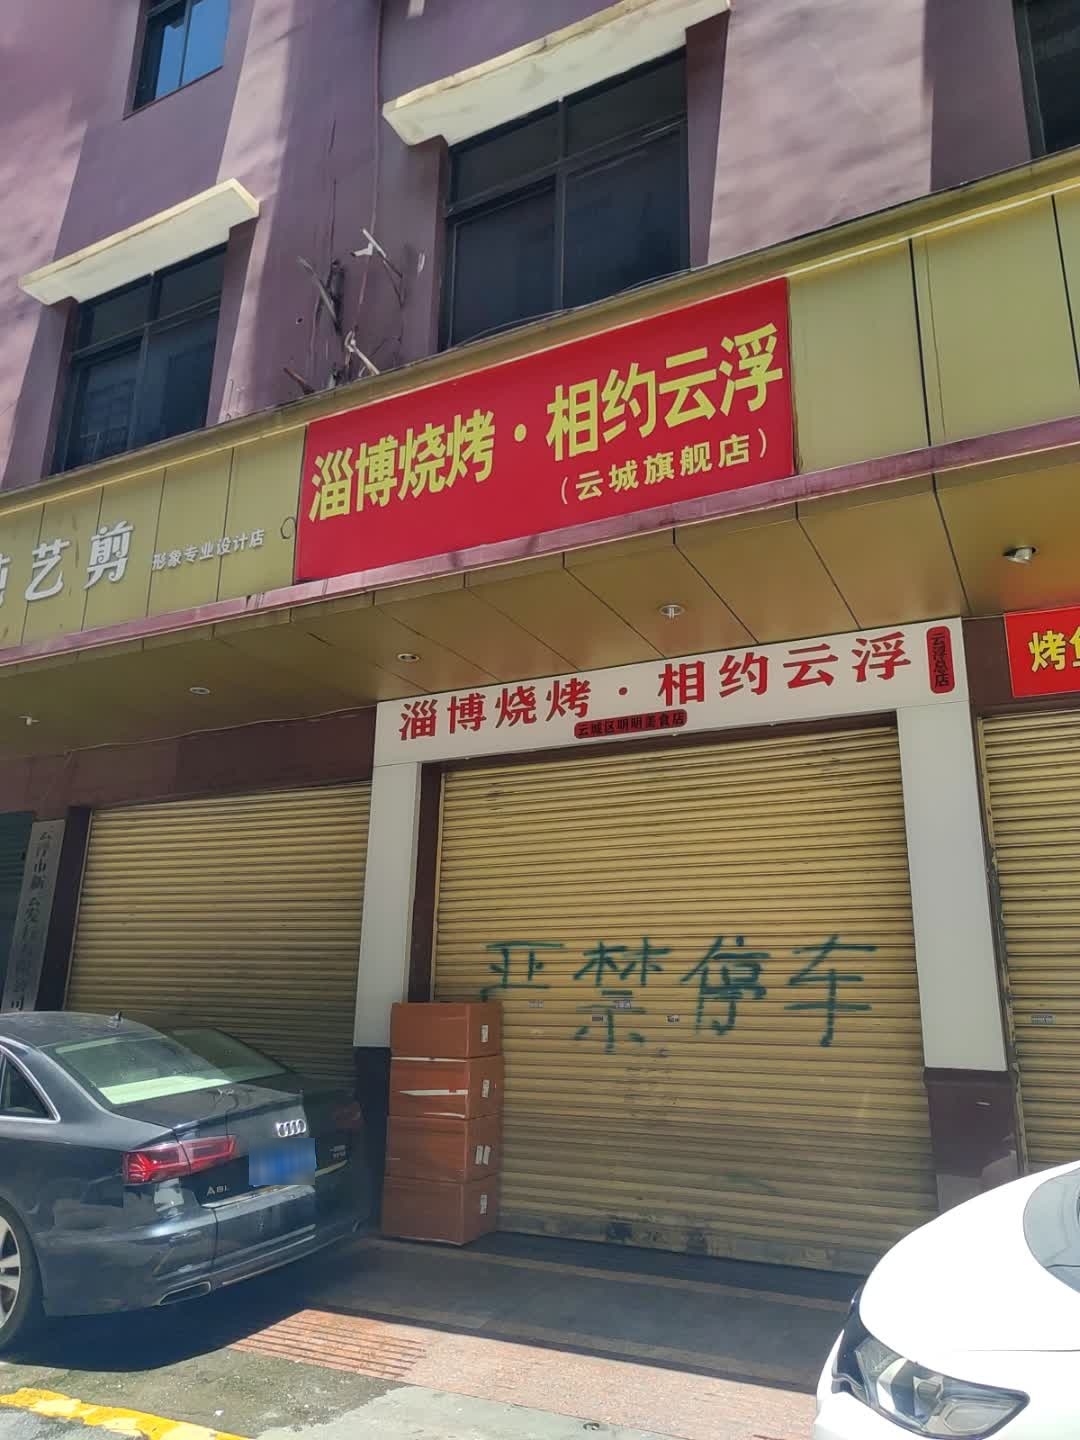 淄博烧烤·相约云浮
(云城旗舰店)
艺剪 形象专业设计店
淄博烧烤·相约云浮
云浮总店
云城区明明美食店
烤
严禁停车